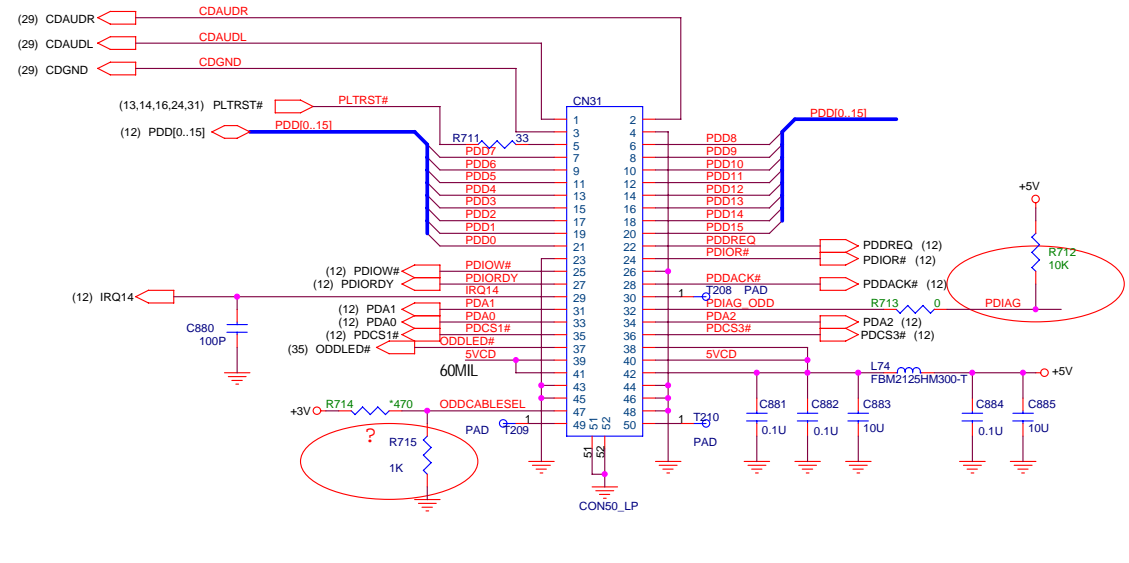 (29) CDAUDR CDAUDR
(29) CDAUDL CDAUDL
(29) CDGND CDGND
CN31
(13,14,16,24,31) PLTRST# PLTRST#
(12) PDD[0..15] PDD[0..15]
PDD[0..15]
1 2
3 4
R711 33 5 6 PDD8
PDD7 7 8 PDD9
PDD6 9 10 PDD10
PDD5 11 12 PDD11
PDD4 13 14 PDD12
PDD3 15 16 PDD13
PDD2 17 18 PDD14
PDD1 19 20 PDD15
PDD0 21 22 PDDREQ PDDREQ (12)
23 24 PDIOR# PDIOR# (12)
(12) PDIOW# PDIOW# 25 26
(12) PDIORDY PDIORDY 27 28 PDDACK# PDDACK# (12)
(12) IRQ14 IRQ14 29 30 1 T208 PAD
(12) PDA1 PDA1 31 32 PDIAG_ODD R713 0 PDIAG
(12) PDA0 PDA0 33 34 PDA2 PDA2 (12)
(12) PDCS1# PDCS1# 35 36 PDCS3# PDCS3# (12)
(35) ODDLED# ODDLED# 37 38
5VCD 39 40 5VCD
60MIL 41 42
43 44
45 46
ODDCABLESEL 47 48
PAD T209 1 49 50 1 T210 PAD
51 52
51 52
CON50_LP
+5V
R712
10K
C880
100P
L74
FBM2125HM300-T
+5V
C881 C882 C883 C884 C885
0.1U 0.1U 10U 0.1U 10U
+3V R714 *470
?
R715
1K